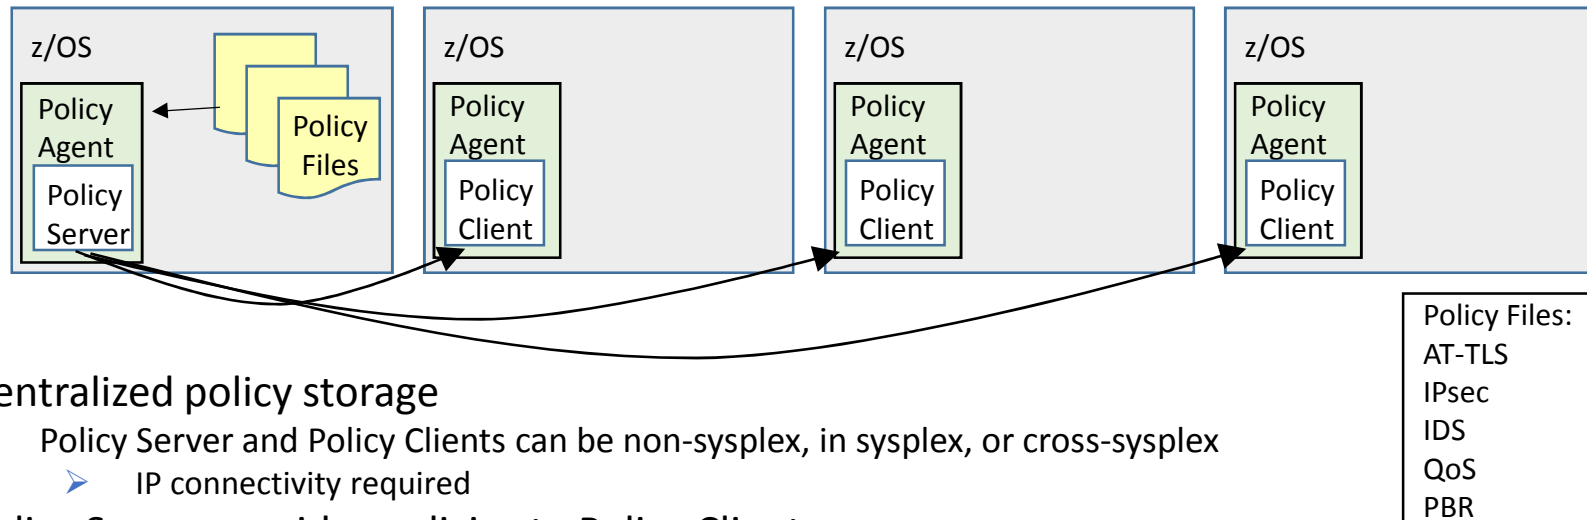 z/OS
Policy
Agent
Policy
Server
Policy
Files
z/OS
Policy
Agent
Policy
Client
z/OS
Policy
Agent
Policy
Client
z/OS
Policy
Agent
Policy
Client
entralized policy storage
Policy Server and Policy Clients can be non-sysplex, in sysplex, or cross-sysplex
IP connectivity required
Policy Files:
AT-TLS
IPsec
IDS
QoS
PBR